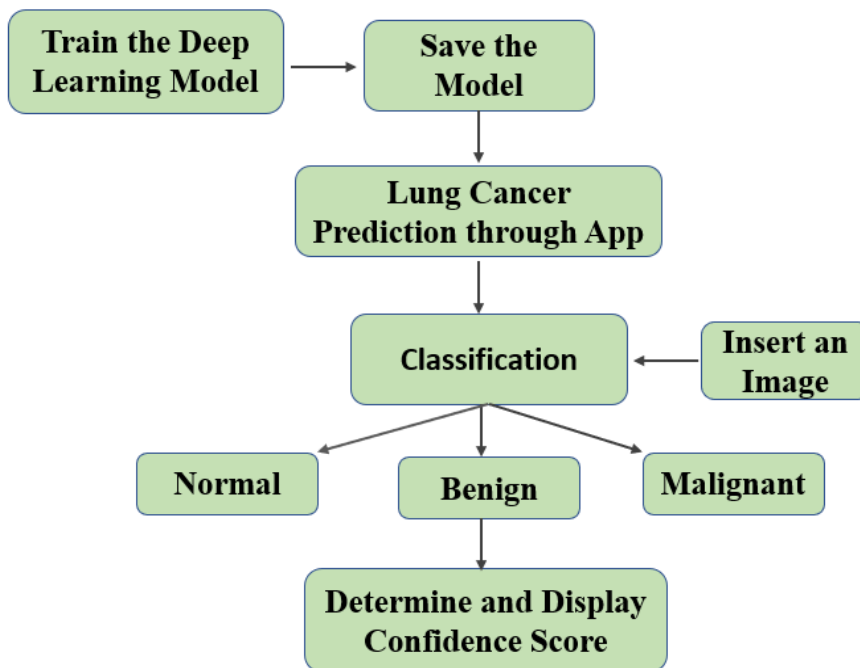 Train the Deep
Learning Model
Save the
Model
Lung Cancer
Prediction through App
Classification
Insert an
Image
Normal
Benign
Malignant
Determine and Display
Confidence Score